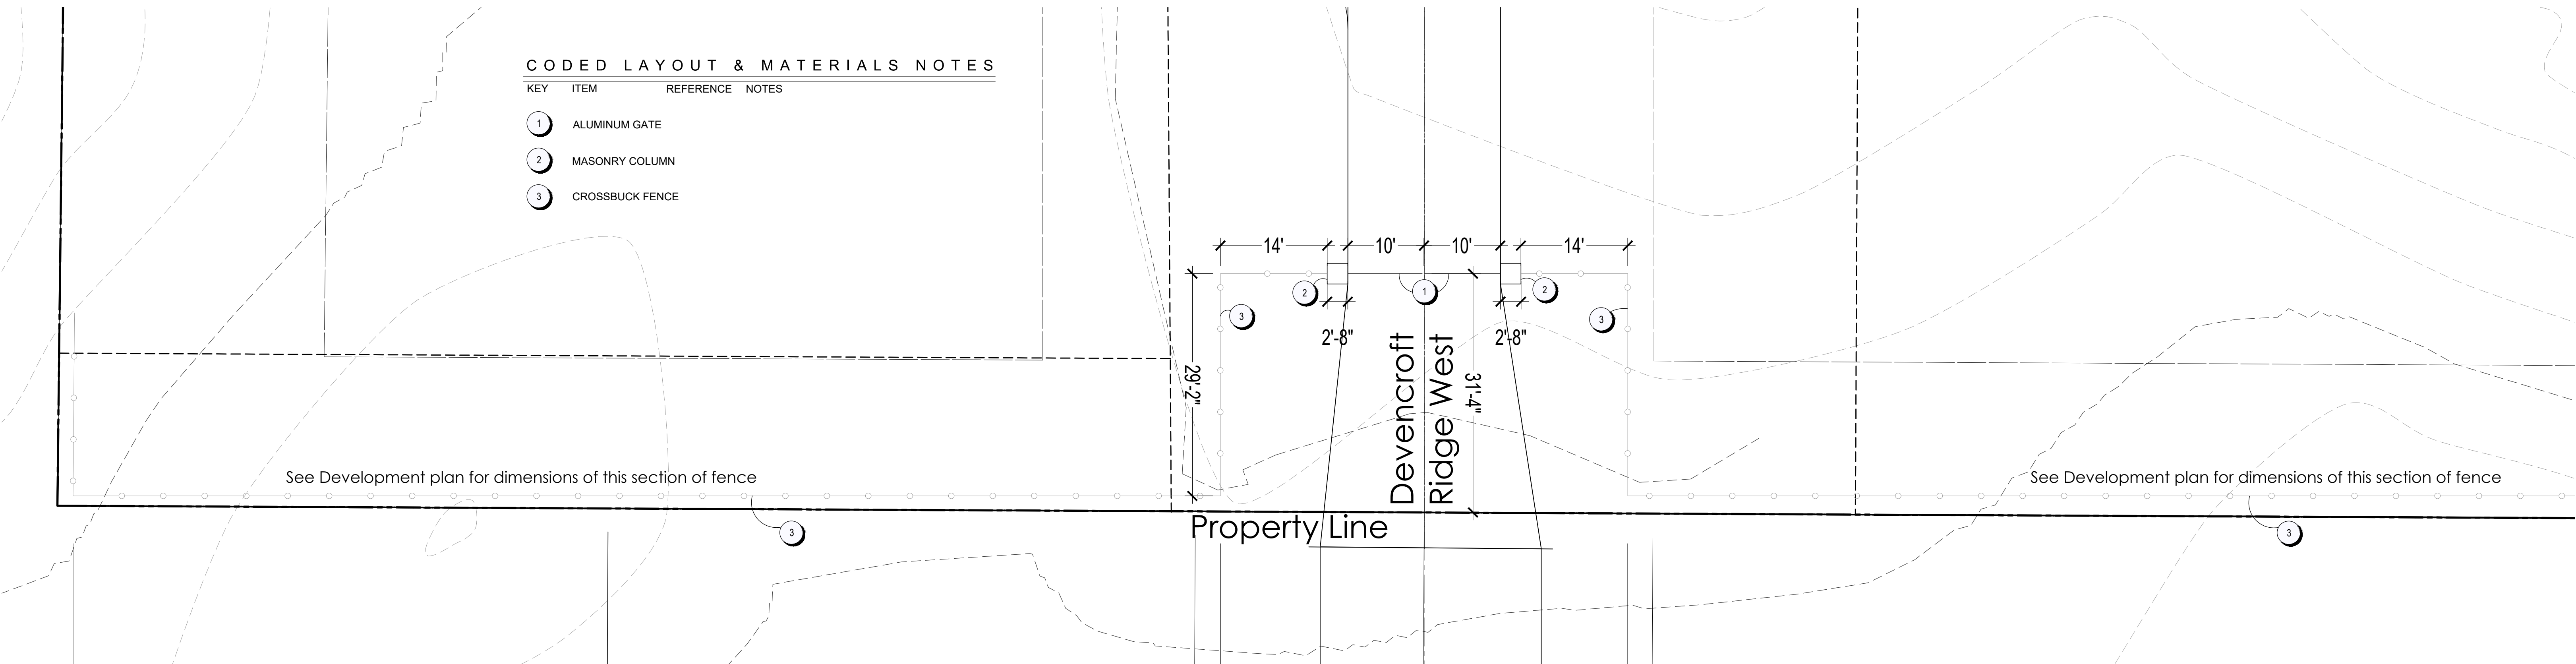 CODED LAYOUT & MATERIALS NOTES
KEY ITEM REFERENCE NOTES
1 ALUMINUM GATE
2 MASONRY COLUMN
3 CROSSBUCK FENCE
14' 10' 10' 14'
2 1 2
3 3
2'-8" 2'-8"
29'-2"
Devencroft
Ridge West
31'-4"
See Development plan for dimensions of this section of fence
See Development plan for dimensions of this section of fence
Property Line
3 3